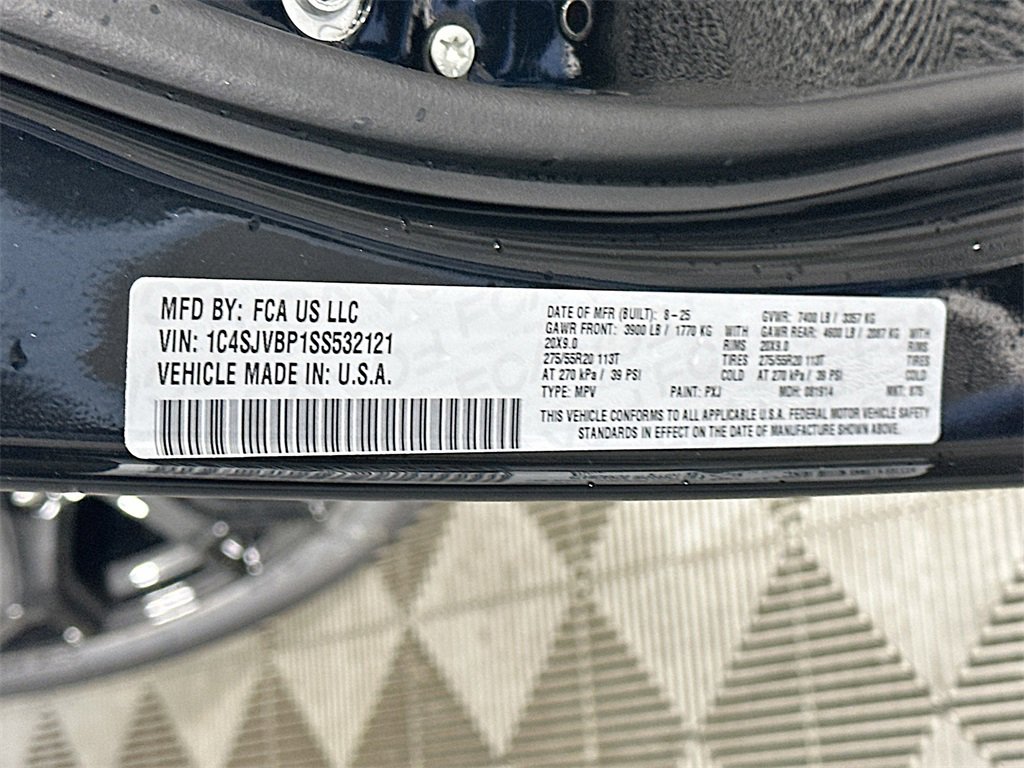 MFD BY: FCA US LLC
VIN: 1C4SJVBP1SS532121
VEHICLE MADE IN: U.S.A.
DATE OF MFR (BUILT): 8-25 GVWR: 7400 LB / 3357 KG
GAWR FRONT: 3900 LB / 1770 KG WITH GAWR REAR: 4600 LB / 2087 KG WITH
20X9.0 RIMS 20X9.0 RIMS
275/55R20 113T TIRES 275/55R20 113T TIRES
AT 270 kPa / 39 PSI COLD AT 270 kPa / 39 PSI COLD
TYPE: MPV PAINT: PXJ MDH: 081914 MKT:
THIS VEHICLE CONFORMS TO ALL APPLICABLE U.S.A. FEDERAL MOTOR VEHICLE SAFETY
STANDARDS IN EFFECT ON THE DATE OF MANUFACTURE SHOWN ABOVE.